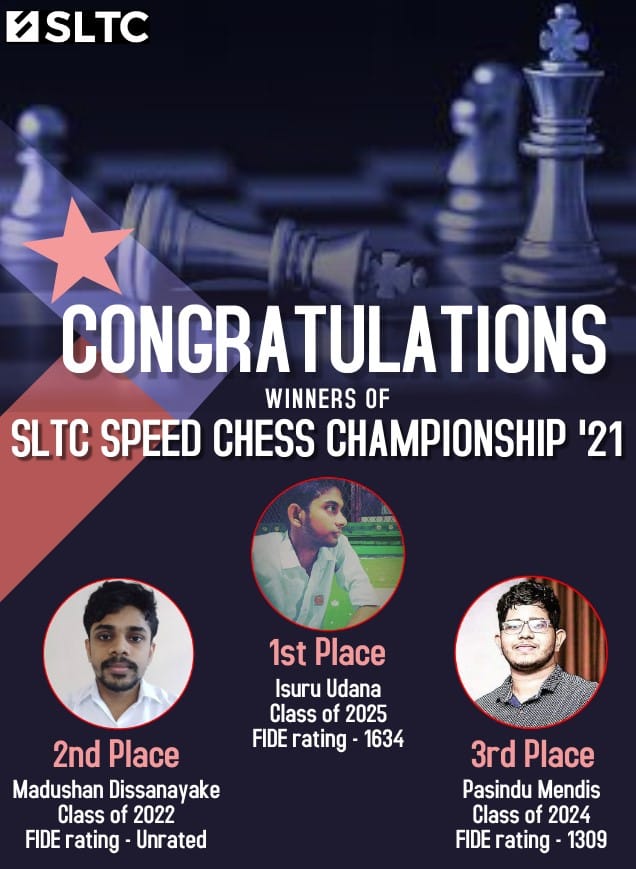 SLTC
CONGRATULATIONS
WINNERS OF
SLTC SPEED CHESS CHAMPIONSHIP '21
1st Place
Isuru Udana
Class of 2025
FIDE rating - 1634
2nd Place
Madushan Dissanayake
Class of 2022
FIDE rating - Unrated
3rd Place
Pasindu Mendis
Class of 2024
FIDE rating - 1309